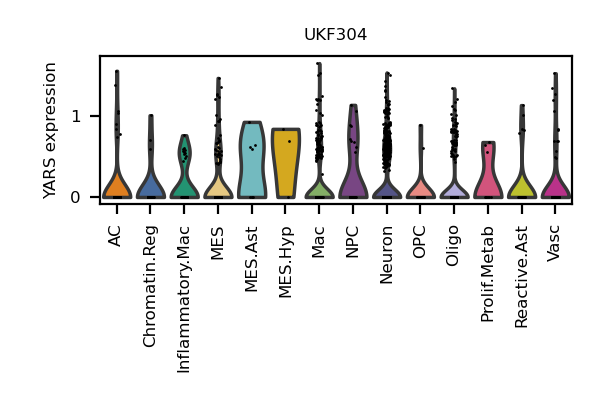 UKF304
YARS expression
1
0
AC
Chromatin.Reg
Inflammatory.Mac
MES
MES.Ast
MES.Hyp
Mac
NPC
Neuron
OPC
Oligo
Prolif.Metab
Reactive.Ast
Vasc